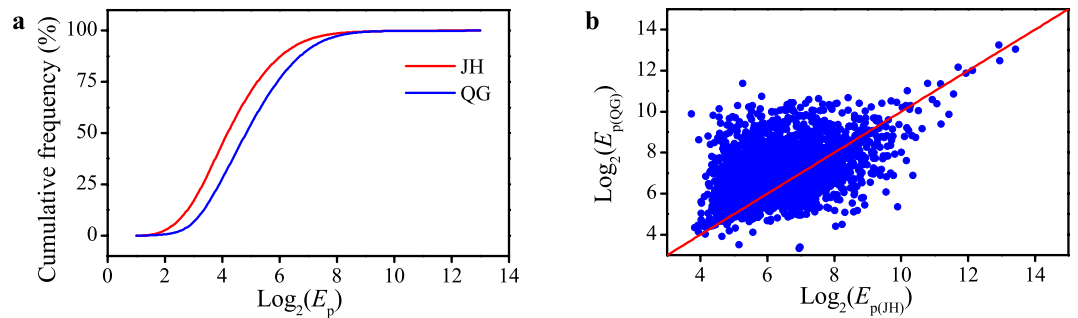 a
Cumulative frequency (%)
100
75
50
25
0
JH
QG
0 2 4 6 8 10 12 14
Log2(Ep)
b
Log2(Ep(QG))
14
12
10
8
6
4
4 6 8 10 12 14
Log2(Ep(JH))